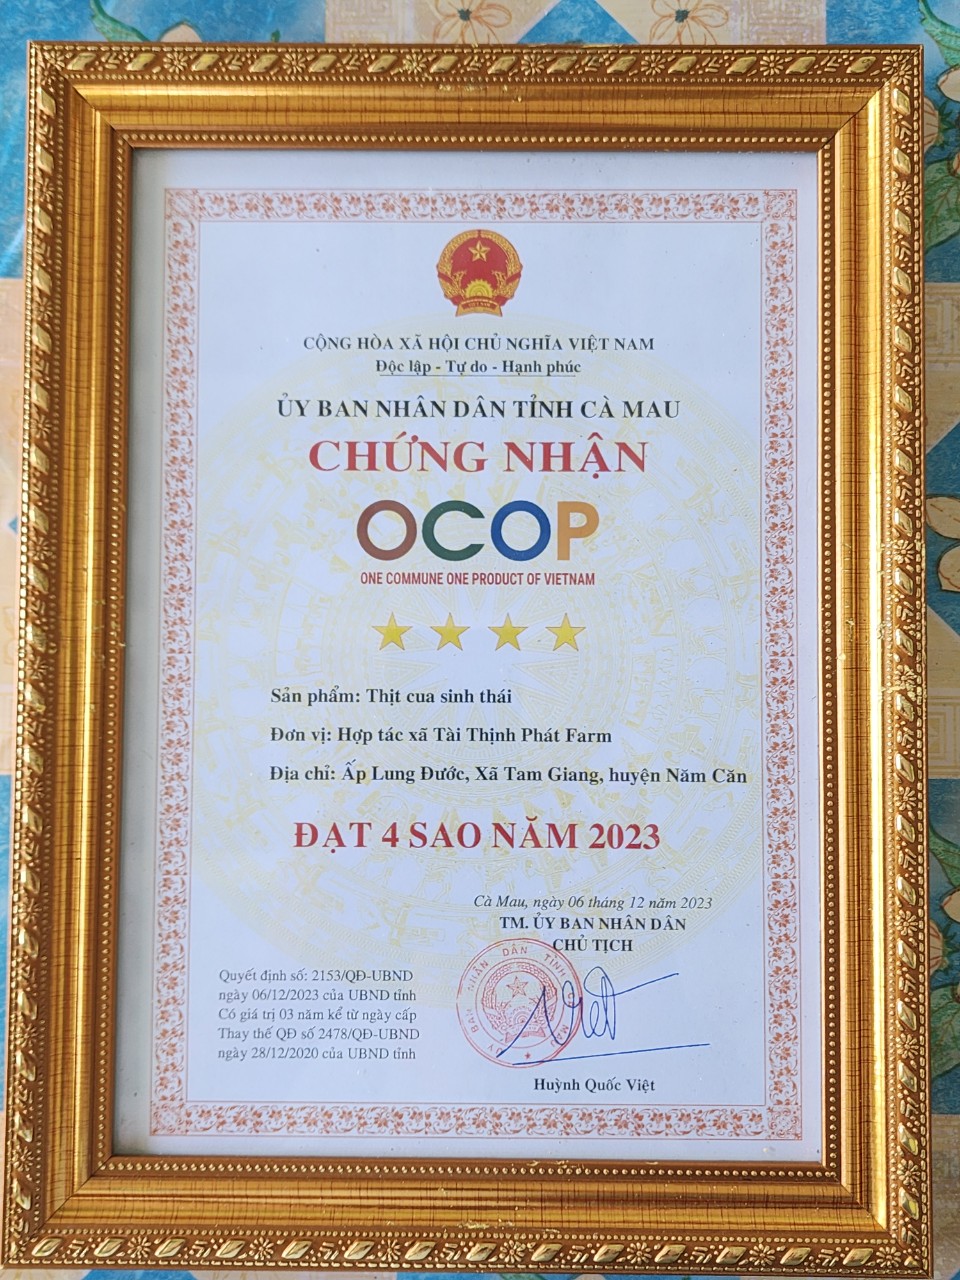 CỘNG HÒA XÃ HỘI CHỦ NGHĨA VIỆT NAM
Độc lập - Tự do - Hạnh phúc
ỦY BAN NHÂN DÂN TỈNH CÀ MAU
CHỨNG NHẬN
OCOP
ONE COMMUNE ONE PRODUCT OF VIETNAM
Sản phẩm: Thịt cua sinh thái
Đơn vị: Hợp tác xã Tài Thịnh Phát Farm
Địa chỉ: Ấp Lung Đước, Xã Tam Giang, huyện Năm Căn
ĐẠT 4 SAO NĂM 2023
Cà Mau, ngày 06 tháng 12 năm 2023
TM. ỦY BAN NHÂN DÂN
CHỦ TỊCH
Quyết định số: 2153/QĐ-UBND
ngày 06/12/2023 của UBND tỉnh
Có giá trị 03 năm kể từ ngày cấp
Thay thế QĐ số 2478/QĐ-UBND
ngày 28/12/2020 của UBND tỉnh
Huỳnh Quốc Việt